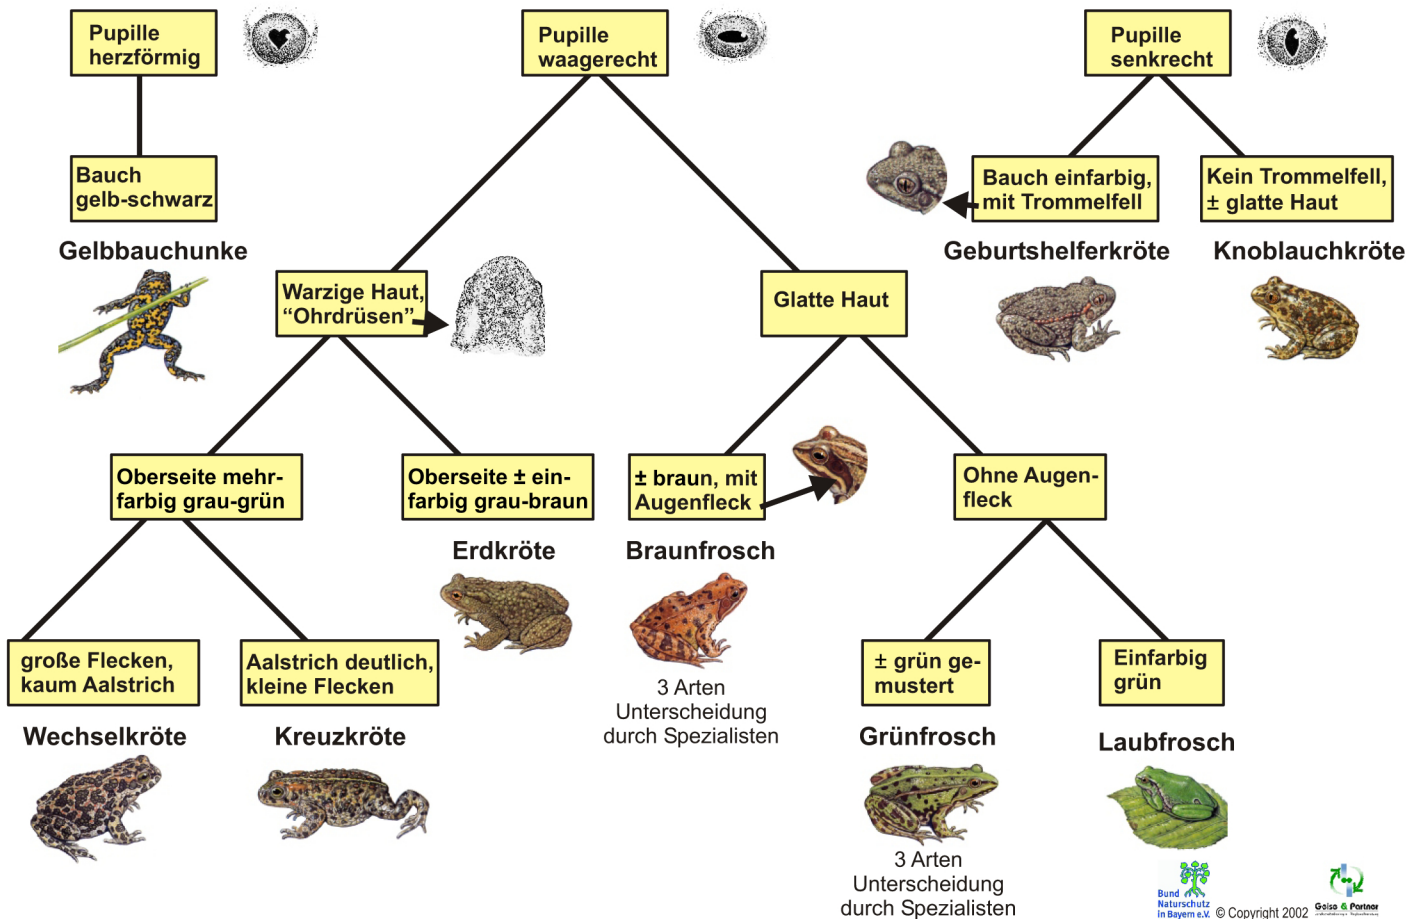 Pupille
herzförmig
Pupille
waagerecht
Pupille
senkrecht
Bauch
gelb-schwarz
Bauch einfarbig,
mit Trommelfell
Kein Trommelfell,
± glatte Haut
Gelbbauchunke
Geburtshelferkröte
Knoblauchkröte
Warzige Haut,
“Ohrdrüsen”
Glatte Haut
Oberseite mehr-
farbig grau-grün
Oberseite ± ein-
farbig grau-braun
± braun, mit
Augenfleck
Ohne Augen-
fleck
Erdkröte
Braunfrosch
3 Arten
Unterscheidung
durch Spezialisten
große Flecken,
kaum Aalstrich
Aalstrich deutlich,
kleine Flecken
± grün ge-
mustert
Einfarbig
grün
Wechselkröte
Kreuzkröte
Grünfrosch
Laubfrosch
3 Arten
Unterscheidung
durch Spezialisten
Bund
Naturschutz
in Bayern e.V.
© Copyright 2002
Geise & Partner